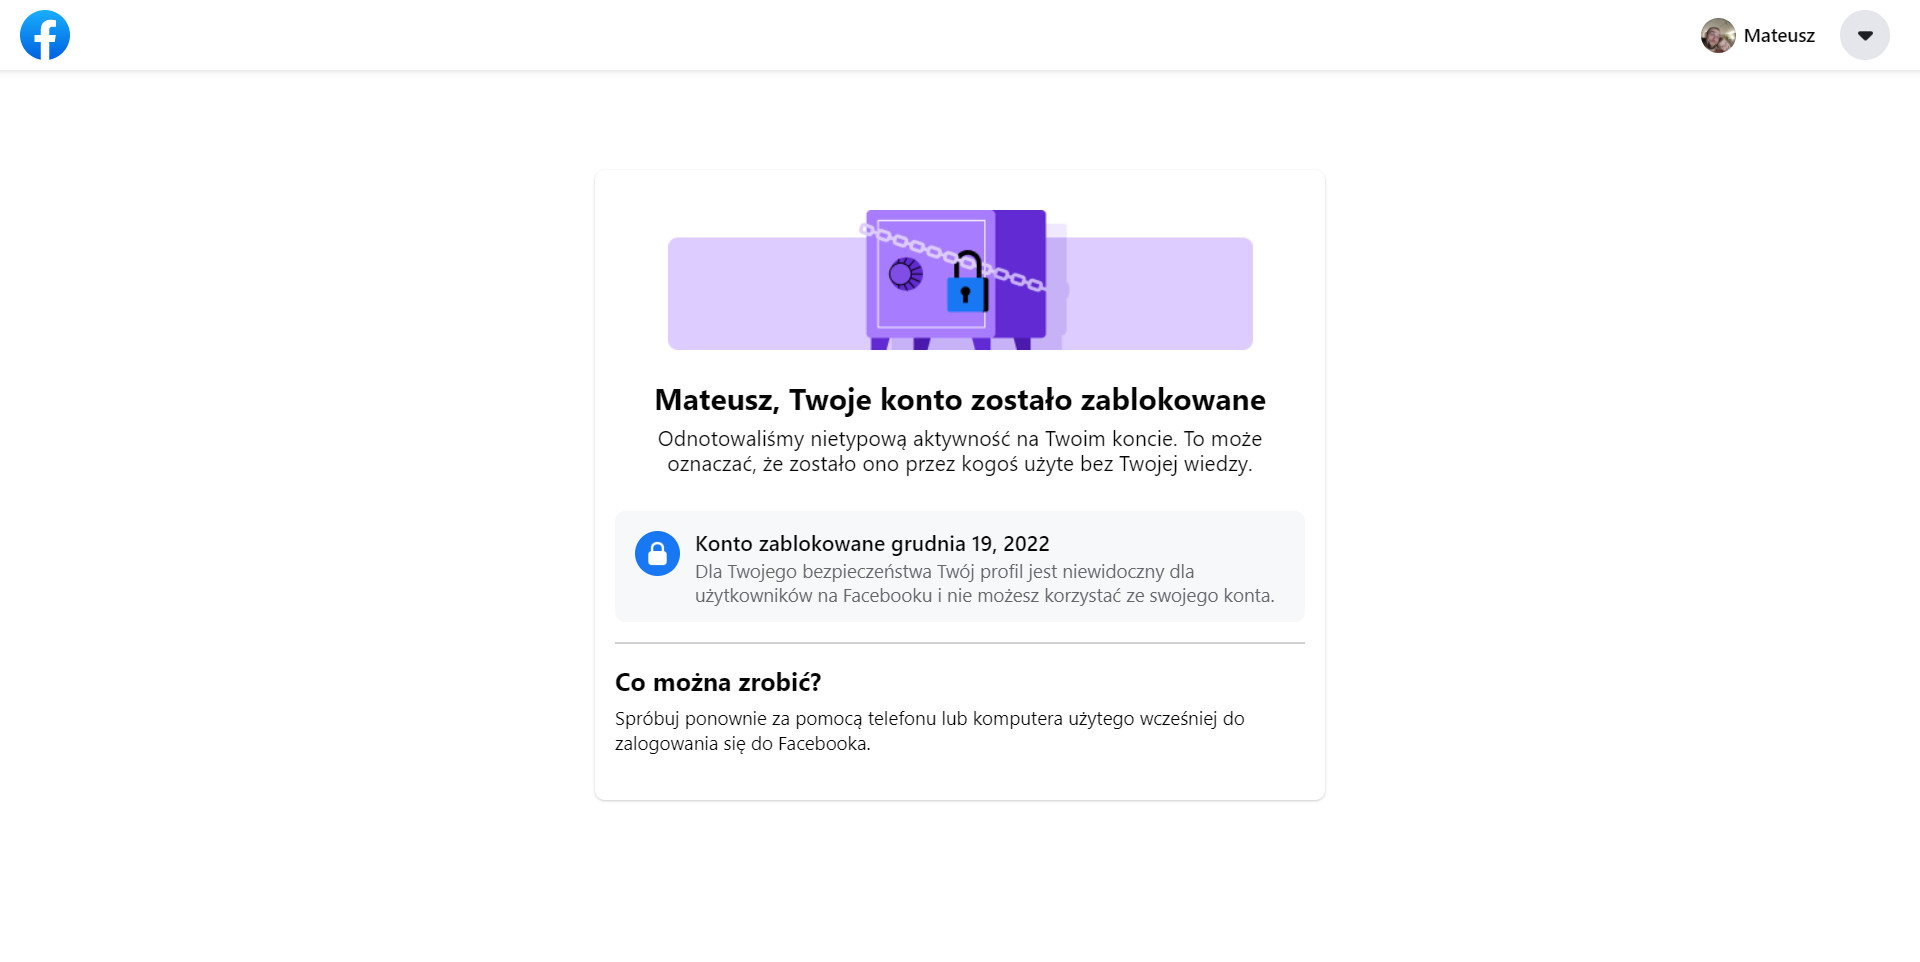 Mateusz
Mateusz, Twoje konto zostało zablokowane
Odnotowaliśmy nietypową aktywność na Twoim koncie. To może
oznaczać, że zostało ono przez kogoś użyte bez Twojej wiedzy.
Konto zablokowane grudnia 19, 2022
Dla Twojego bezpieczeństwa Twój profil jest niewidoczny dla
użytkowników na Facebooku i nie możesz korzystać ze swojego konta.
Co można zrobić?
Spróbuj ponownie za pomocą telefonu lub komputera użytego wcześniej do
zalogowania się do Facebooka.